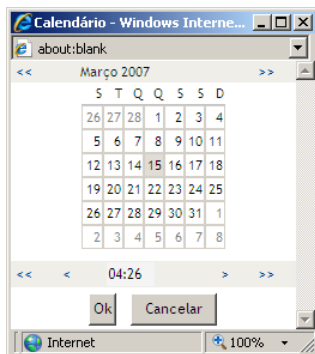 Calendário - Windows Interne...
about:blank
<< Março 2007 >>
S T Q Q S S D
26 27 28 1 2 3 4
5 6 7 8 9 10 11
12 13 14 15 16 17 18
19 20 21 22 23 24 25
26 27 28 29 30 31 1
2 3 4 5 6 7 8
<< < 04:26 > >>
Ok Cancelar
Internet 100%